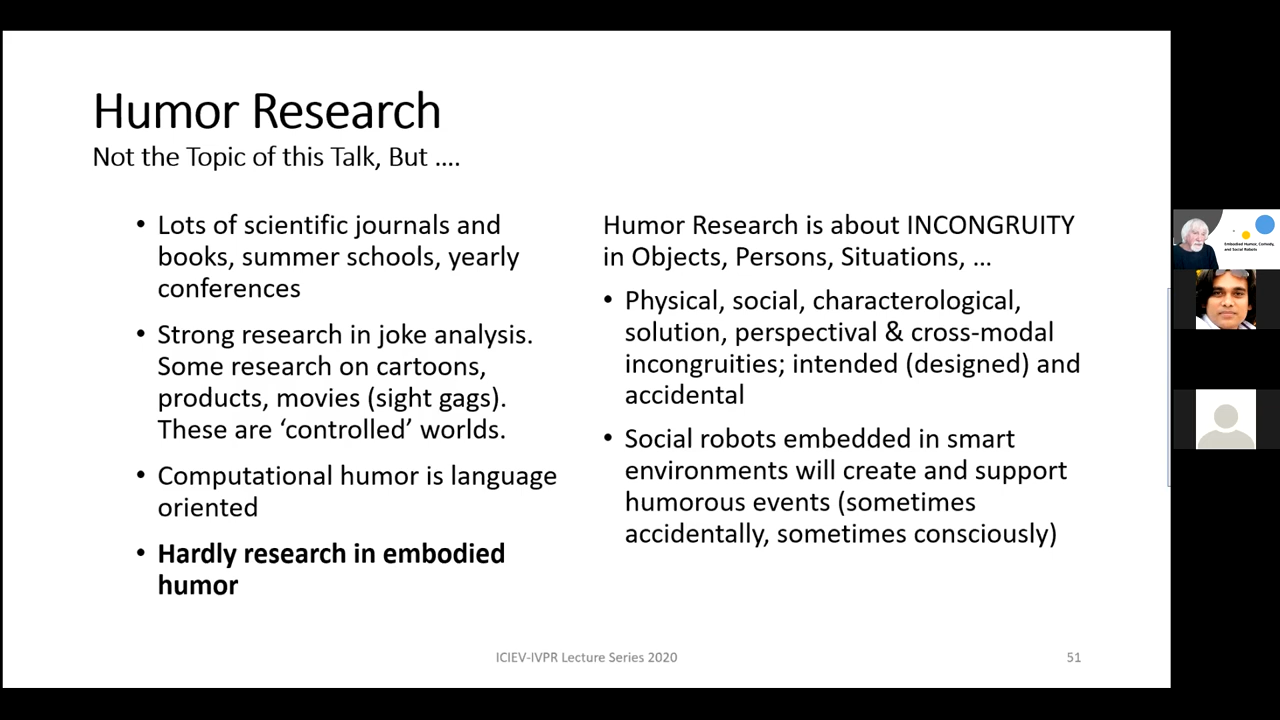 Humor Research
Not the Topic of this Talk, But ....
• Lots of scientific journals and
books, summer schools, yearly
conferences
• Strong research in joke analysis.
Some research on cartoons,
products, movies (sight gags).
These are ‘controlled’ worlds.
• Computational humor is language
oriented
• Hardly research in embodied
humor
Humor Research is about INCONGRUITY
in Objects, Persons, Situations, ...
• Physical, social, characterological,
solution, perspectival & cross-modal
incongruities; intended (designed) and
accidental
• Social robots embedded in smart
environments will create and support
humorous events (sometimes
accidentally, sometimes consciously)
ICIEV-IVPR Lecture Series 2020
51
Embodied Humor, Comedy,
and Social Robots